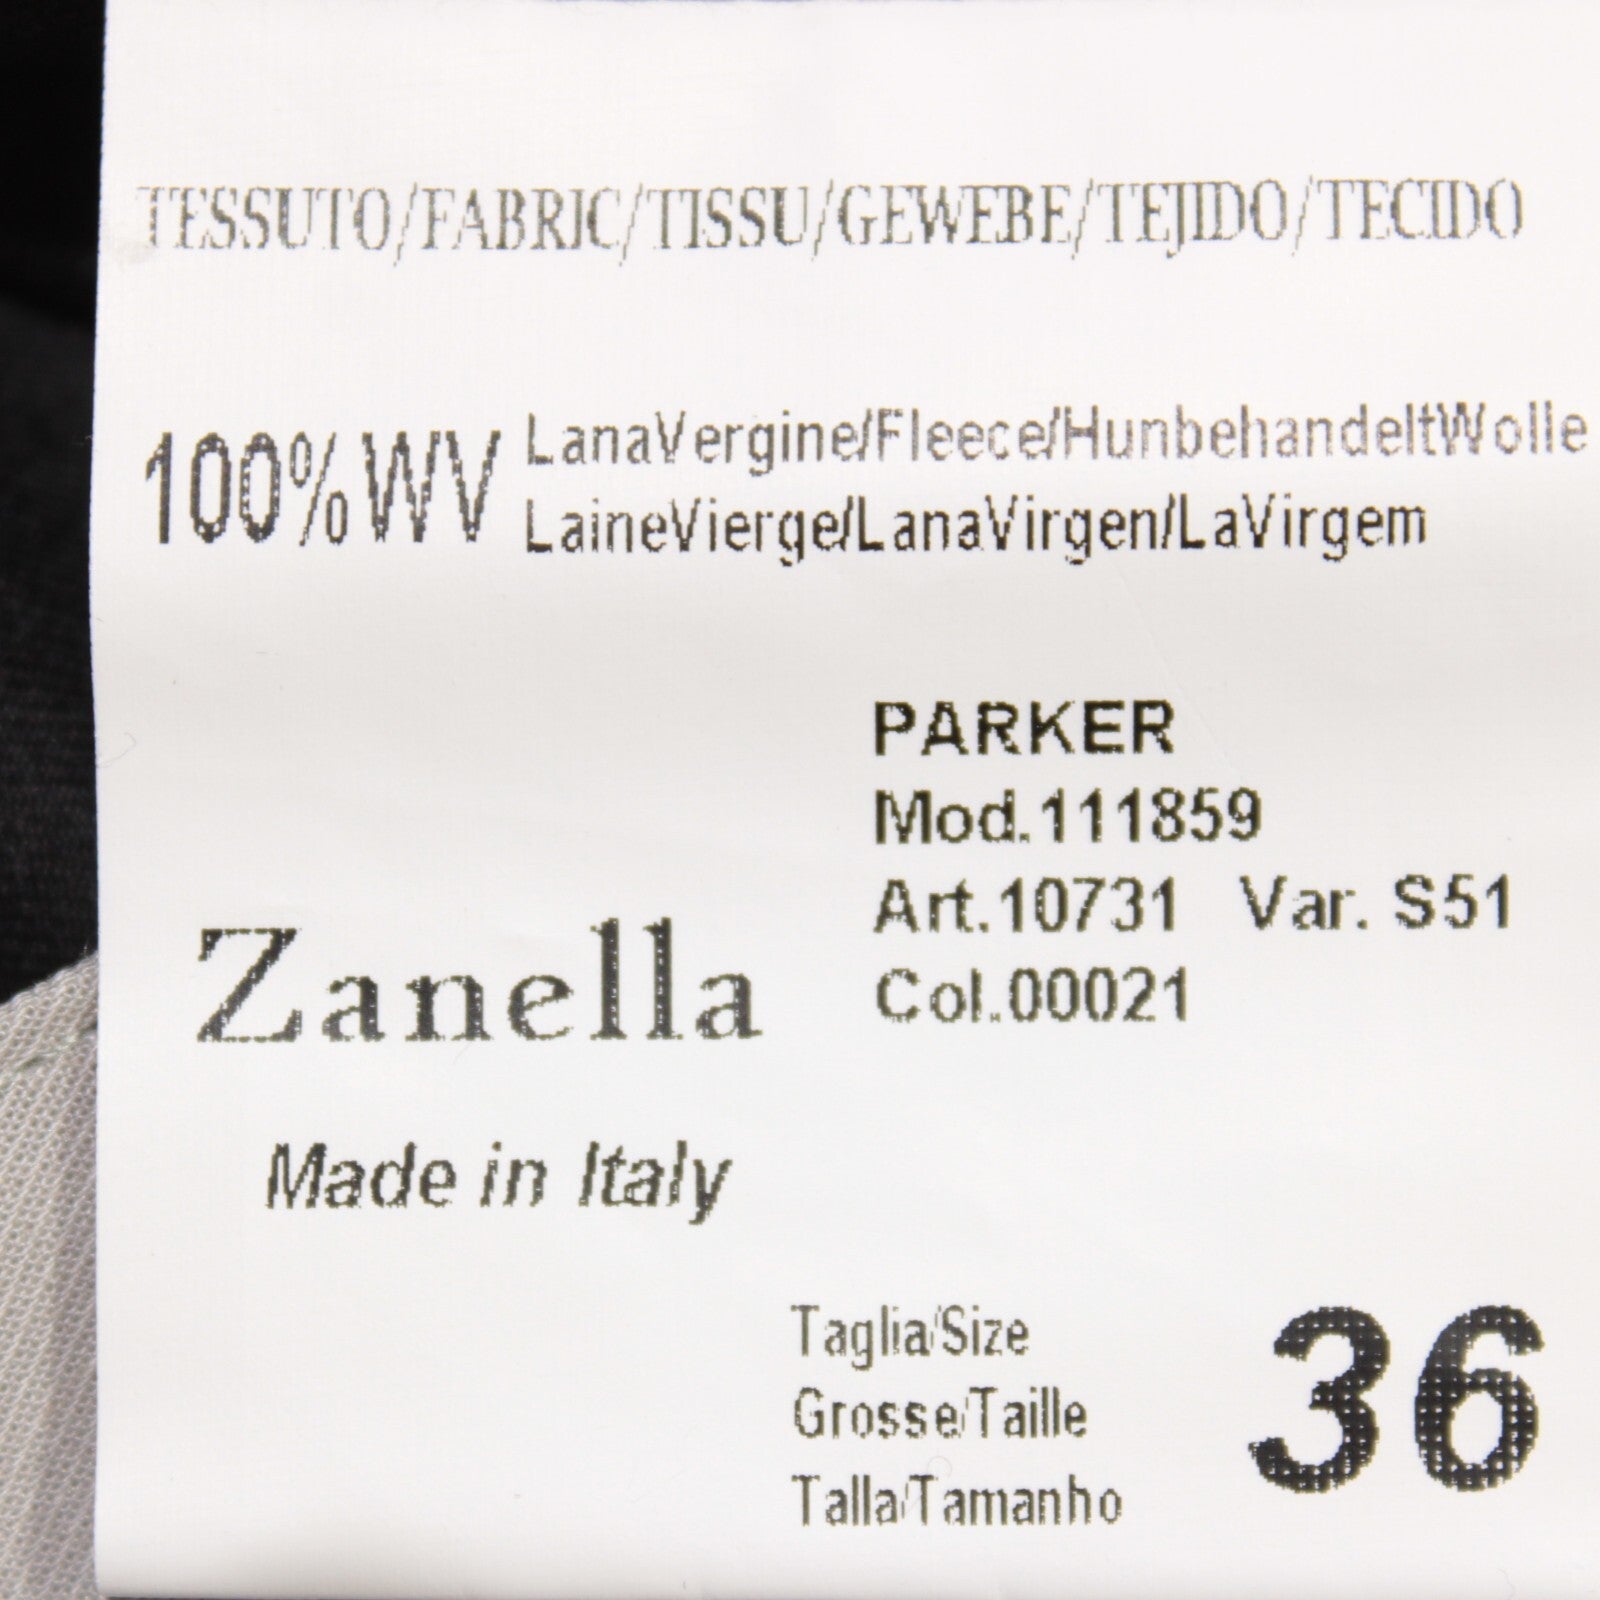 TESSUTO/FABRIC/TISSU/GEWEBE/TEJIDO/TECIDO
100% WV LanaVergine/Fleece/HunbehandeltWolle
LaineVierge/LanaVirgen/LaVirgem
PARKER
Mod.111859
Art.10731 Var. S51
Col.00021
Zanella
Made in Italy
Taglia/Size
Grosse/Taille
Talla/Tamanho
36